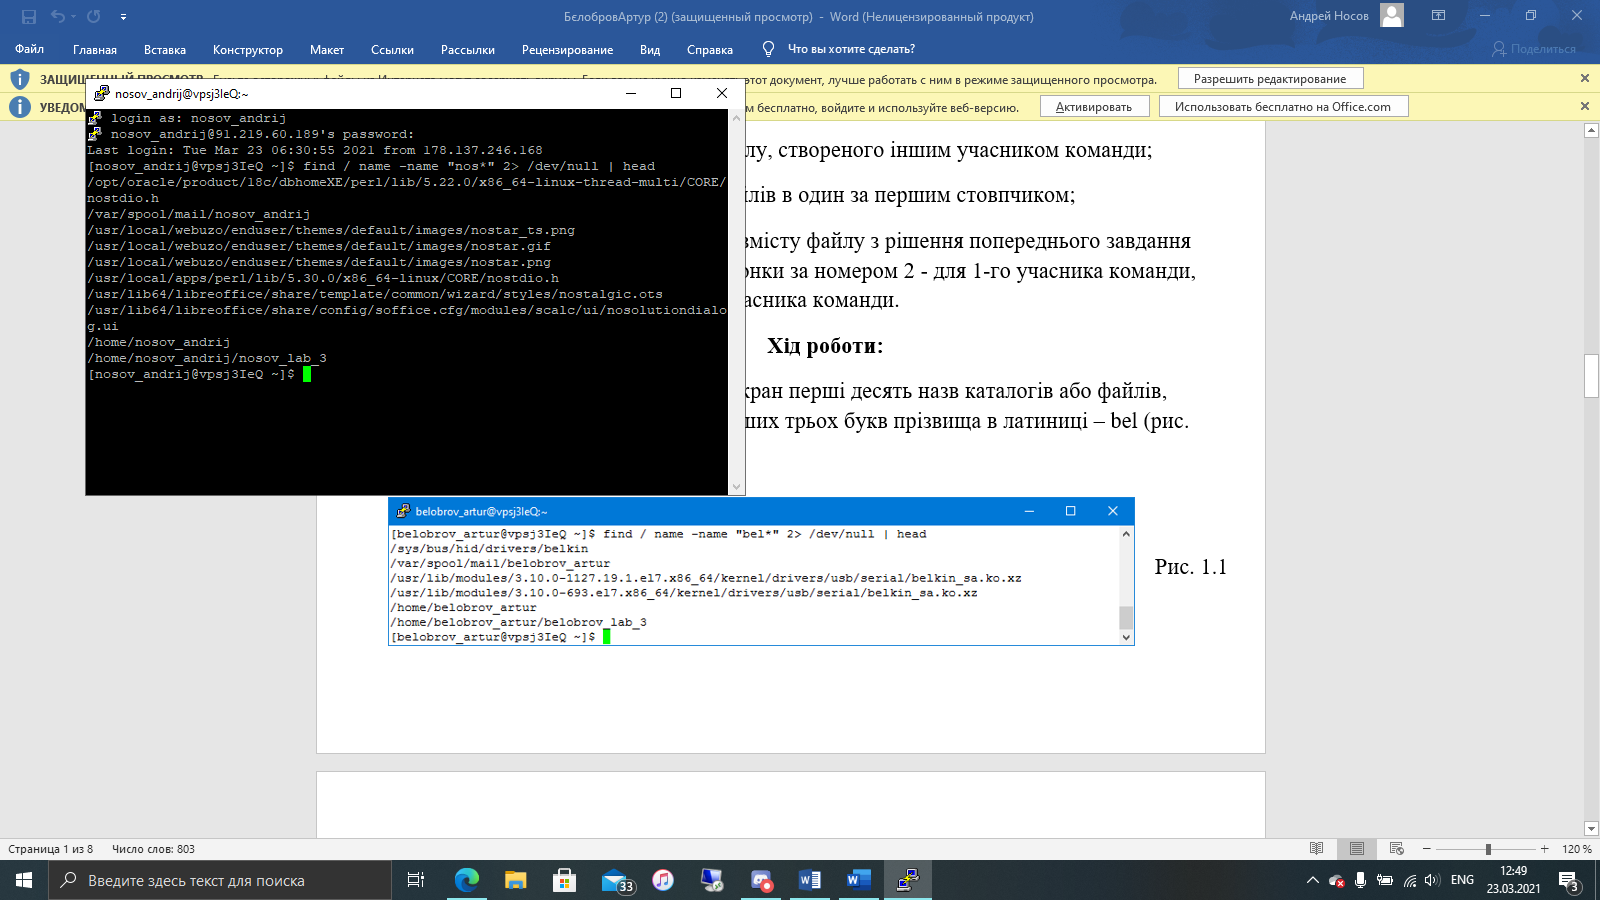 БєлобровАртур (2) (защищенный просмотр) - Word (Нелицензированный продукт)
Андрей Носов
Файл Главная Вставка Конструктор Макет Ссылки Рассылки Рецензирование Вид Справка Что вы хотите сделать? Поделиться
этот документ, лучше работать с ним в режиме защищенного просмотра. Разрешить редактирование
м бесплатно, войдите и используйте веб-версию. Активировать Использовать бесплатно на Office.com
nosov_andrij@vpsj3IeQ:~
login as: nosov_andrij
nosov_andrij@91.219.60.189's password:
Last login: Tue Mar 23 06:30:55 2021 from 178.137.246.168
[nosov_andrij@vpsj3IeQ ~]$ find / name -name "nos*" 2> /dev/null | head
/opt/oracle/product/18c/dbhomeXE/perl/lib/5.22.0/x86_64-linux-thread-multi/CORE/
nostdio.h
/var/spool/mail/nosov_andrij
/usr/local/webuzo/enduser/themes/default/images/nostar_ts.png
/usr/local/webuzo/enduser/themes/default/images/nostar.gif
/usr/local/webuzo/enduser/themes/default/images/nostar.png
/usr/local/apps/perl/lib/5.30.0/x86_64-linux/CORE/nostdio.h
/usr/lib64/libreoffice/share/template/common/wizard/styles/nostalgic.ots
/usr/lib64/libreoffice/share/config/soffice.cfg/modules/scalc/ui/nosolutiondialo
g.ui
/home/nosov_andrij
/home/nosov_andrij/nosov_lab_3
[nosov_andrij@vpsj3IeQ ~]$
лу, створеного іншим учасником команди;
лів в один за першим стовпчиком;
вмісту файлу з рішення попереднього завдання
онки за номером 2 - для 1-го учасника команди,
асника команди.
Хід роботи:
кран перші десять назв каталогів або файлів,
ших трьох букв прізвища в латиниці – bel (рис.
belobrov_artur@vpsj3IeQ:~
[belobrov_artur@vpsj3IeQ ~]$ find / name -name "bel*" 2> /dev/null | head
/sys/bus/hid/drivers/belkin
/var/spool/mail/belobrov_artur
/usr/lib/modules/3.10.0-1127.19.1.el7.x86_64/kernel/drivers/usb/serial/belkin_sa.ko.xz
/usr/lib/modules/3.10.0-693.el7.x86_64/kernel/drivers/usb/serial/belkin_sa.ko.xz
/home/belobrov_artur
/home/belobrov_artur/belobrov_lab_3
[belobrov_artur@vpsj3IeQ ~]$
Рис. 1.1
Страница 1 из 8 Число слов: 803
120 %
Введите здесь текст для поиска
33
ENG
12:49
23.03.2021
3